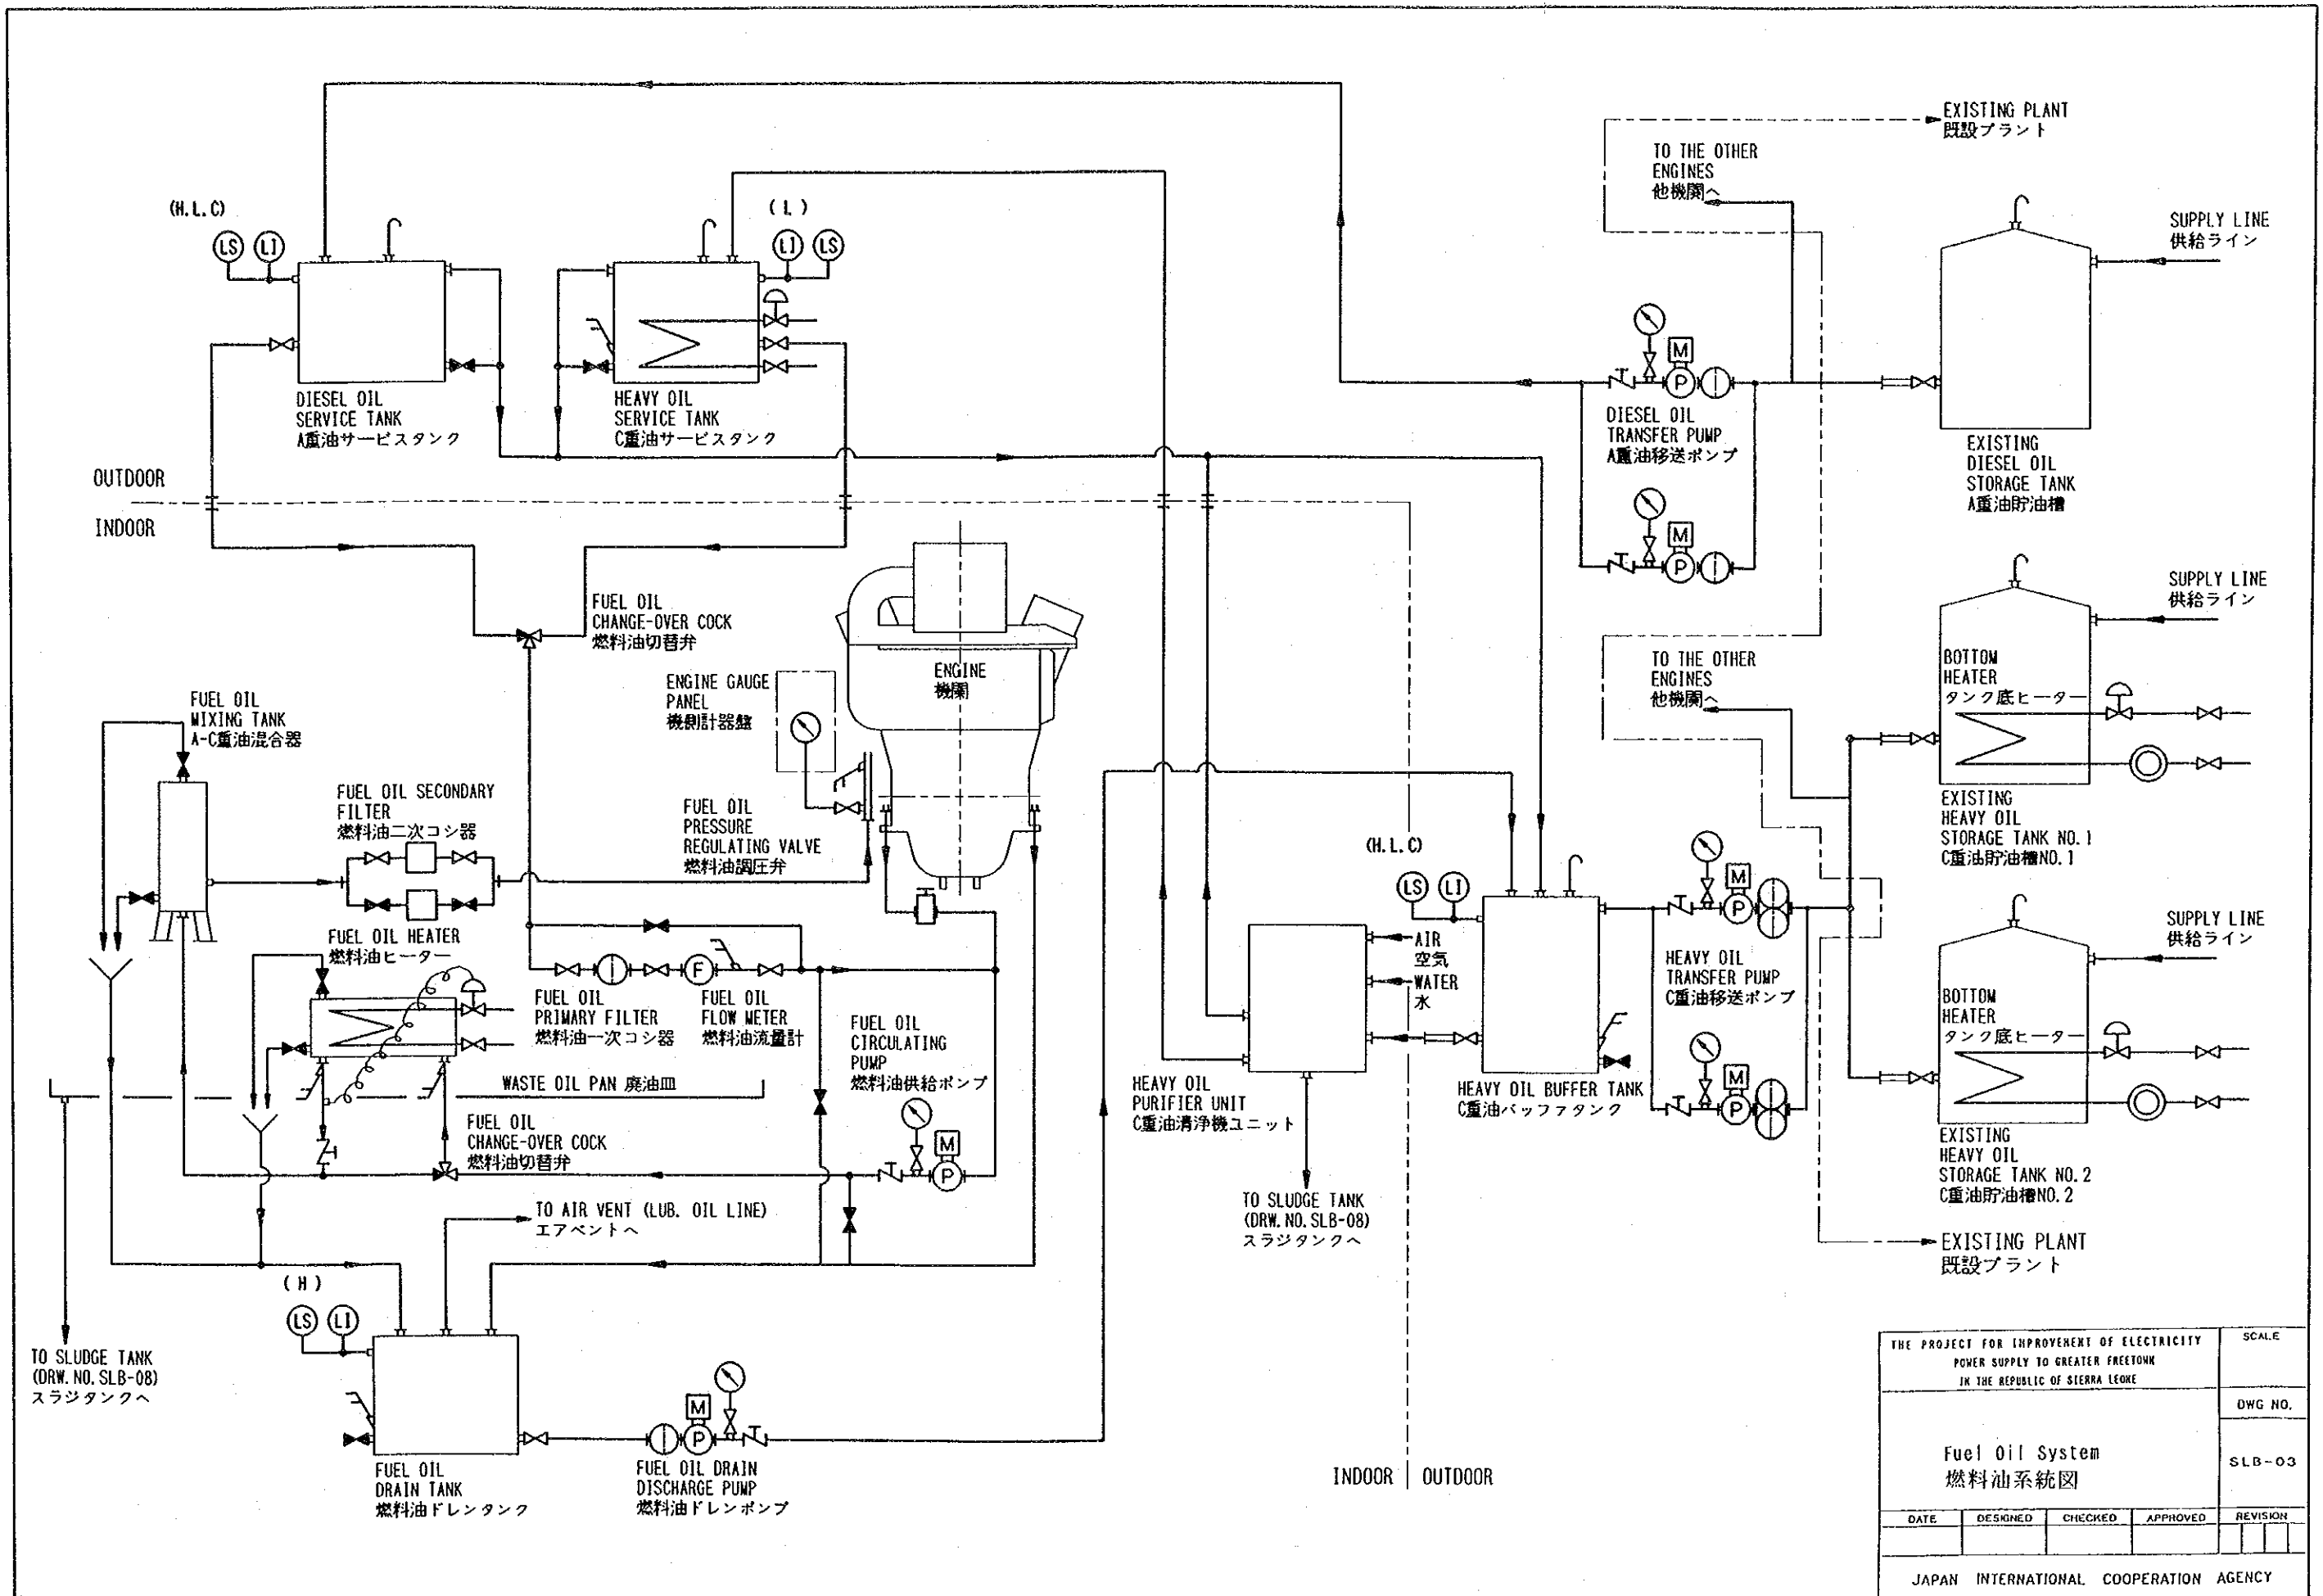 EXISTING PLANT
既設プラント
TO THE OTHER
ENGINES
他機関へ
SUPPLY LINE
供給ライン
(H.L.C)
LS
LI
(L)
LI
LS
DIESEL OIL
SERVICE TANK
A重油サービスタンク
HEAVY OIL
SERVICE TANK
C重油サービスタンク
M
P
DIESEL OIL
TRANSFER PUMP
A重油移送ポンプ
M
P
EXISTING
DIESEL OIL
STORAGE TANK
A重油貯油槽
OUTDOOR
INDOOR
FUEL OIL
CHANGE-OVER COCK
燃料油切替弁
ENGINE GAUGE
PANEL
機側計器盤
ENGINE
機関
TO THE OTHER
ENGINES
他機関へ
SUPPLY LINE
供給ライン
BOTTOM
HEATER
タンク底ヒーター
EXISTING
HEAVY OIL
STORAGE TANK NO.1
C重油貯油槽NO.1
FUEL OIL
MIXING TANK
A-C重油混合器
FUEL OIL SECONDARY
FILTER
燃料油二次コシ器
FUEL OIL
PRESSURE
REGULATING VALVE
燃料油調圧弁
(H.L.C)
LS
LI
M
P
HEAVY OIL
TRANSFER PUMP
C重油移送ポンプ
M
P
SUPPLY LINE
供給ライン
BOTTOM
HEATER
タンク底ヒーター
EXISTING
HEAVY OIL
STORAGE TANK NO.2
C重油貯油槽NO.2
FUEL OIL HEATER
燃料油ヒーター
F
FUEL OIL
PRIMARY FILTER
燃料油一次コシ器
FUEL OIL
FLOW METER
燃料油流量計
FUEL OIL
CIRCULATING
PUMP
燃料油供給ポンプ
M
P
AIR
空気
WATER
水
HEAVY OIL
PURIFIER UNIT
C重油清浄機ユニット
HEAVY OIL BUFFER TANK
C重油バッファタンク
WASTE OIL PAN 廃油皿
FUEL OIL
CHANGE-OVER COCK
燃料油切替弁
TO AIR VENT (LUB. OIL LINE)
エアベントへ
TO SLUDGE TANK
(DRW. NO. SLB-08)
スラジタンクへ
EXISTING PLANT
既設プラント
(H)
LS
LI
TO SLUDGE TANK
(DRW. NO. SLB-08)
スラジタンクへ
FUEL OIL
DRAIN TANK
燃料油ドレンタンク
M
P
FUEL OIL DRAIN
DISCHARGE PUMP
燃料油ドレンポンプ
INDOOR
OUTDOOR
THE PROJECT FOR IMPROVEMENT OF ELECTRICITY
POWER SUPPLY TO GREATER FREETOWN
IN THE REPUBLIC OF SIERRA LEONE
SCALE
DWG NO.
Fuel Oil System
燃料油系統図
SLB-03
DATE
DESIGNED
CHECKED
APPROVED
REVISION
JAPAN INTERNATIONAL COOPERATION AGENCY